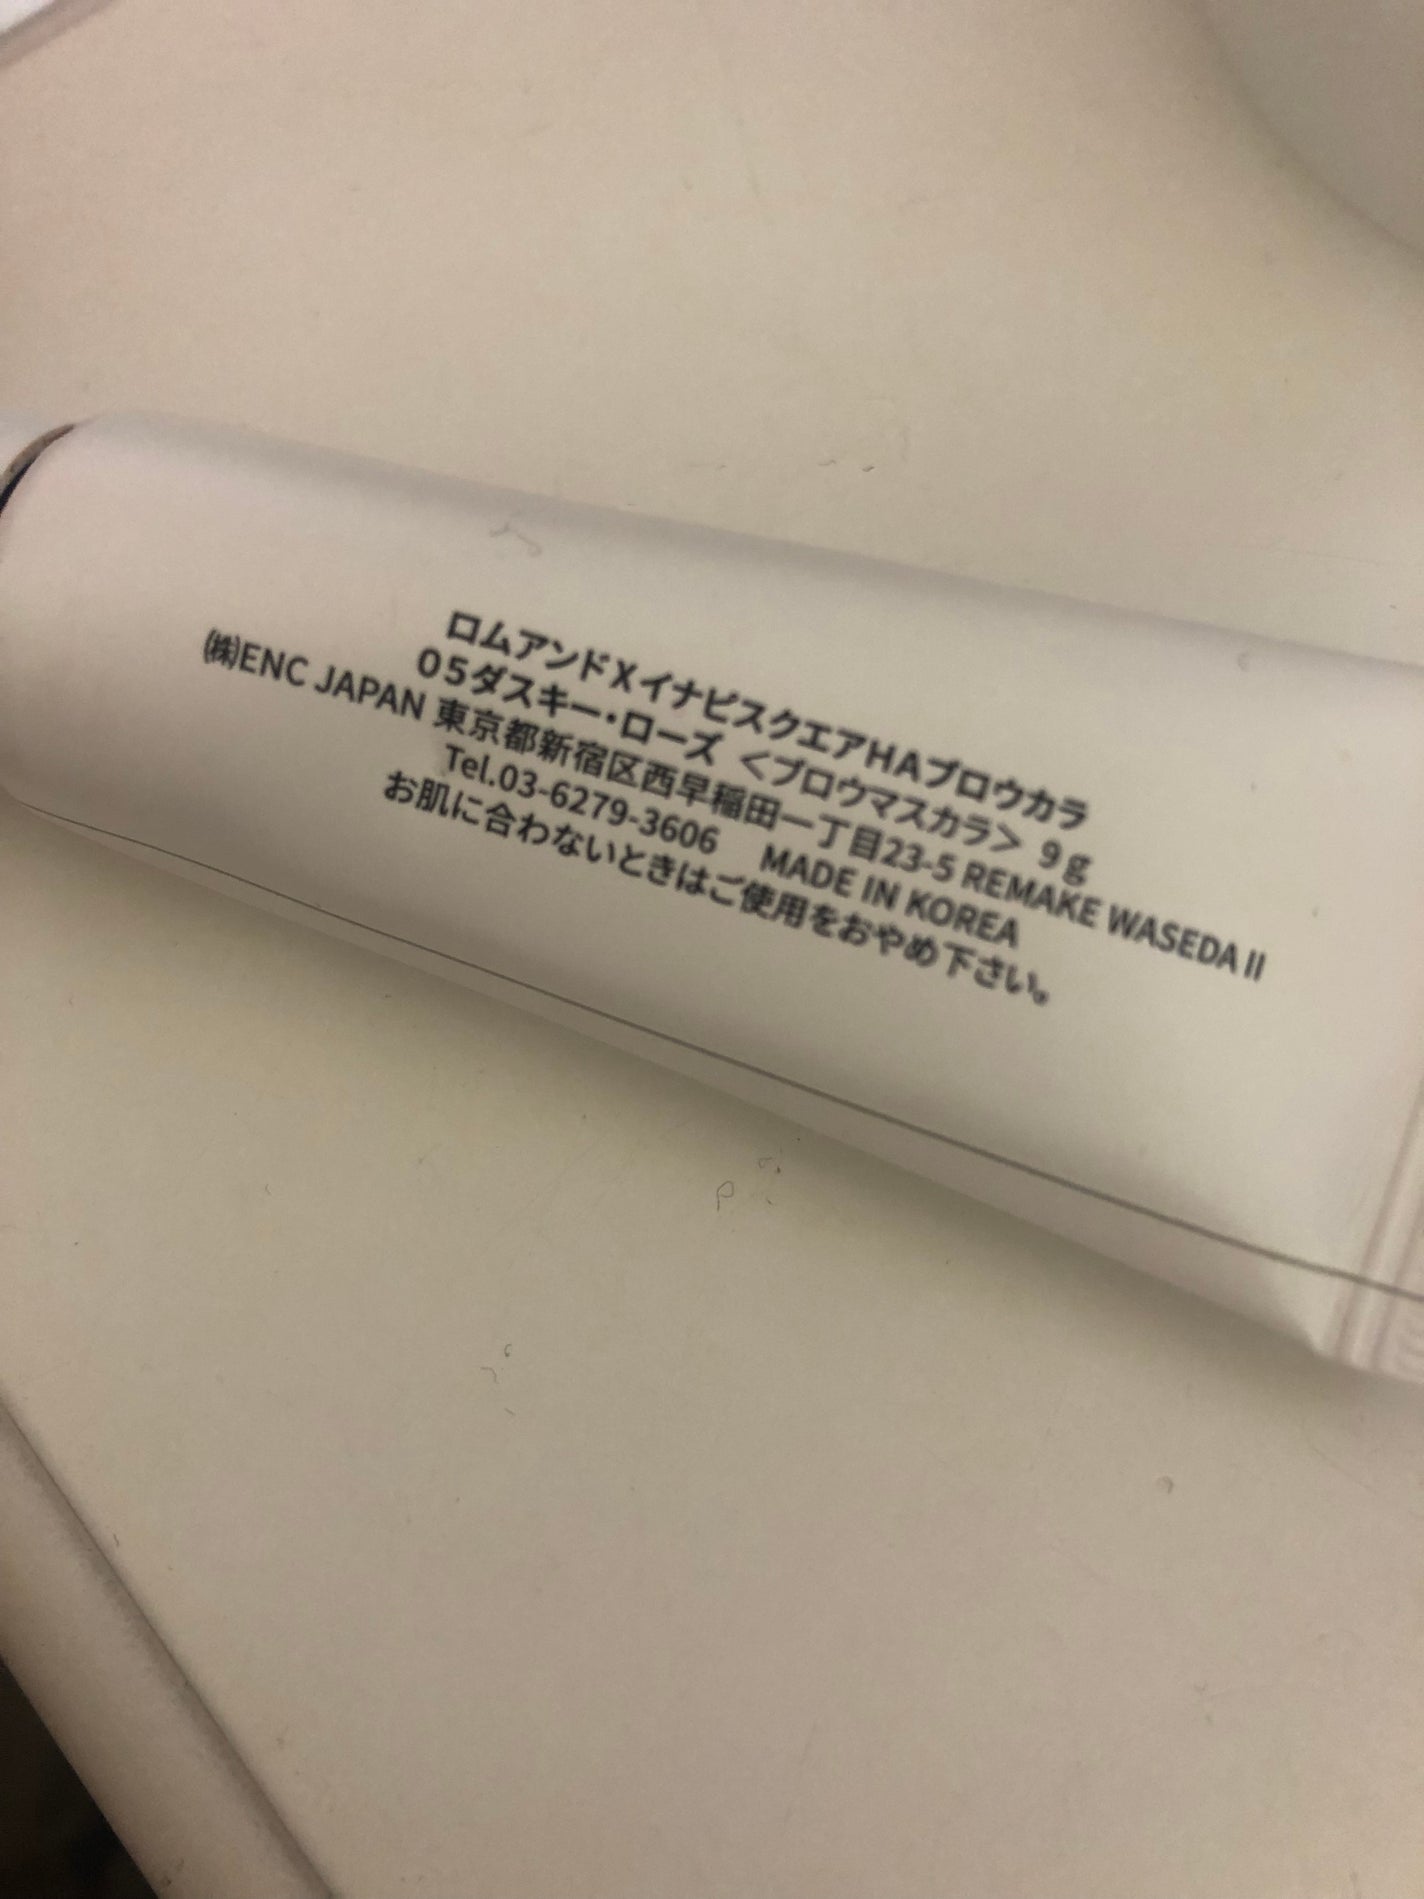 ロムアンドXイナピスクエアHAブロウカラ
05ダスキー・ローズ ＜ブロウマスカラ＞ 9g
㈱ENC JAPAN 東京都新宿区西早稲田一丁目23-5 REMAKE WASEDA II
Tel.03-6279-3606 MADE IN KOREA
お肌に合わないときはご使用をおやめ下さい。